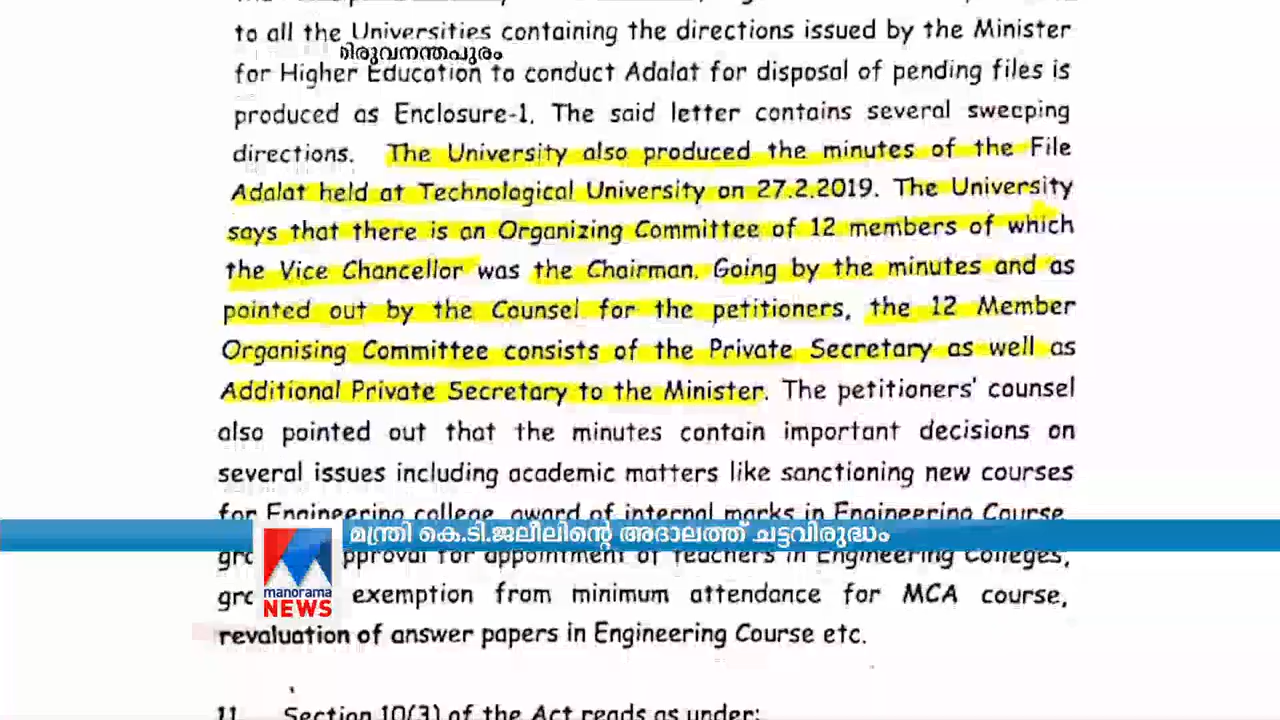 to all the Universities containing the directions issued by the Minister
തിരുവനന്തപുരം
for Higher Education to conduct Adalat for disposal of pending files is
produced as Enclosure-1. The said letter contains several sweeping
directions. The University also produced the minutes of the File
Adalat held at Technological University on 27.2.2019. The University
says that there is an Organizing Committee of 12 members of which
the Vice Chancellor was the Chairman. Going by the minutes and as
pointed out by the Counsel for the petitioners, the 12 Member
Organising Committee consists of the Private Secretary as well as
Additional Private Secretary to the Minister. The petitioners' counsel
also pointed out that the minutes contain important decisions on
several issues including academic matters like sanctioning new courses
for Engineering college, award of internal marks in Engineering Course,
മന്ത്രി കെ.ടി.ജലീലിന്റെ അദാലത്ത് ചട്ടവിരുദ്ധം
for appointment of Teachers in Engineering Colleges,
manorama
NEWS
exemption from minimum attendance for MCA course,
revaluation of answer papers in Engineering Course etc.
11. Section 10(3) of the Act reads as under: